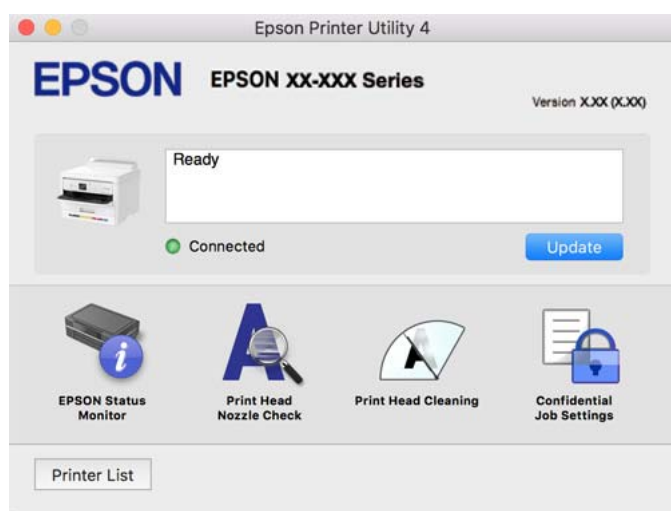 Epson Printer Utility 4
EPSON
EPSON XX-XXX Series
Version X.XX (X.XX)
Ready
Connected
Update
EPSON Status
Monitor
Print Head
Nozzle Check
Print Head Cleaning
Confidential
Job Settings
Printer List